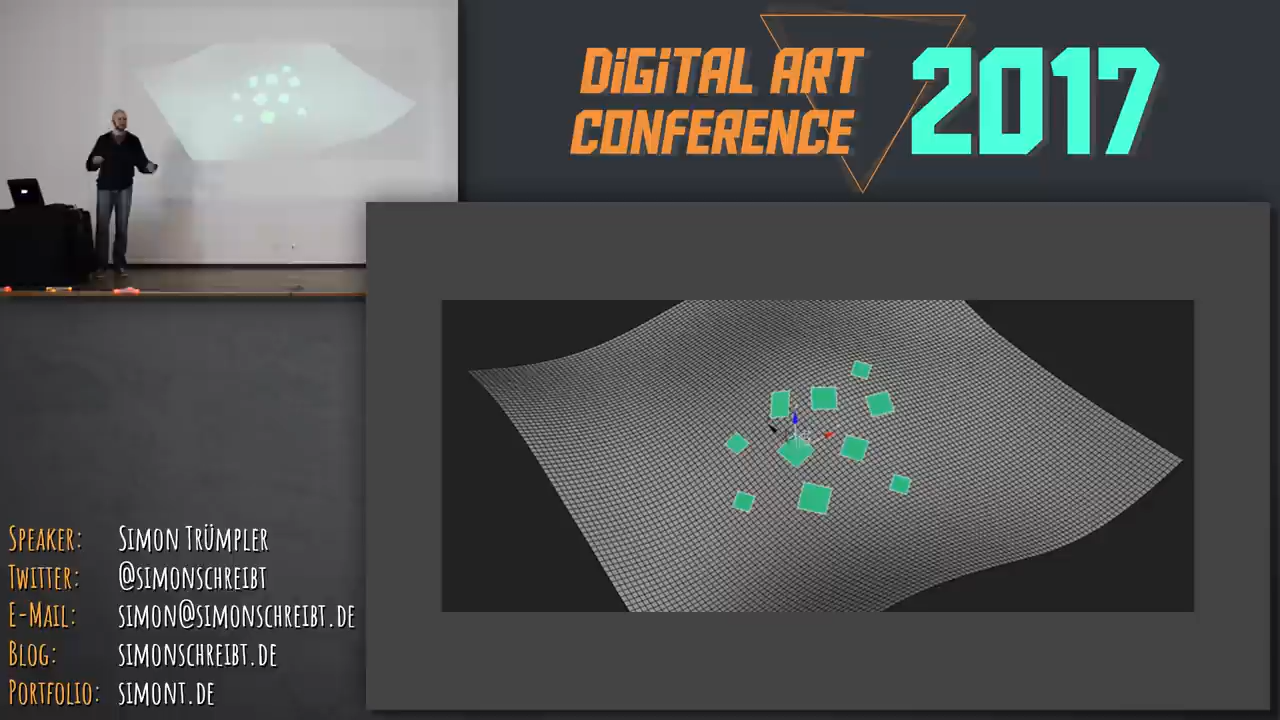 DiGiTAL ART
CONFERENCE
2017
Speaker: Simon Trümpler
Twitter: @simonschreibt
E-Mail: simon@simonschreibt.de
Blog: simonschreibt.de
Portfolio: simont.de